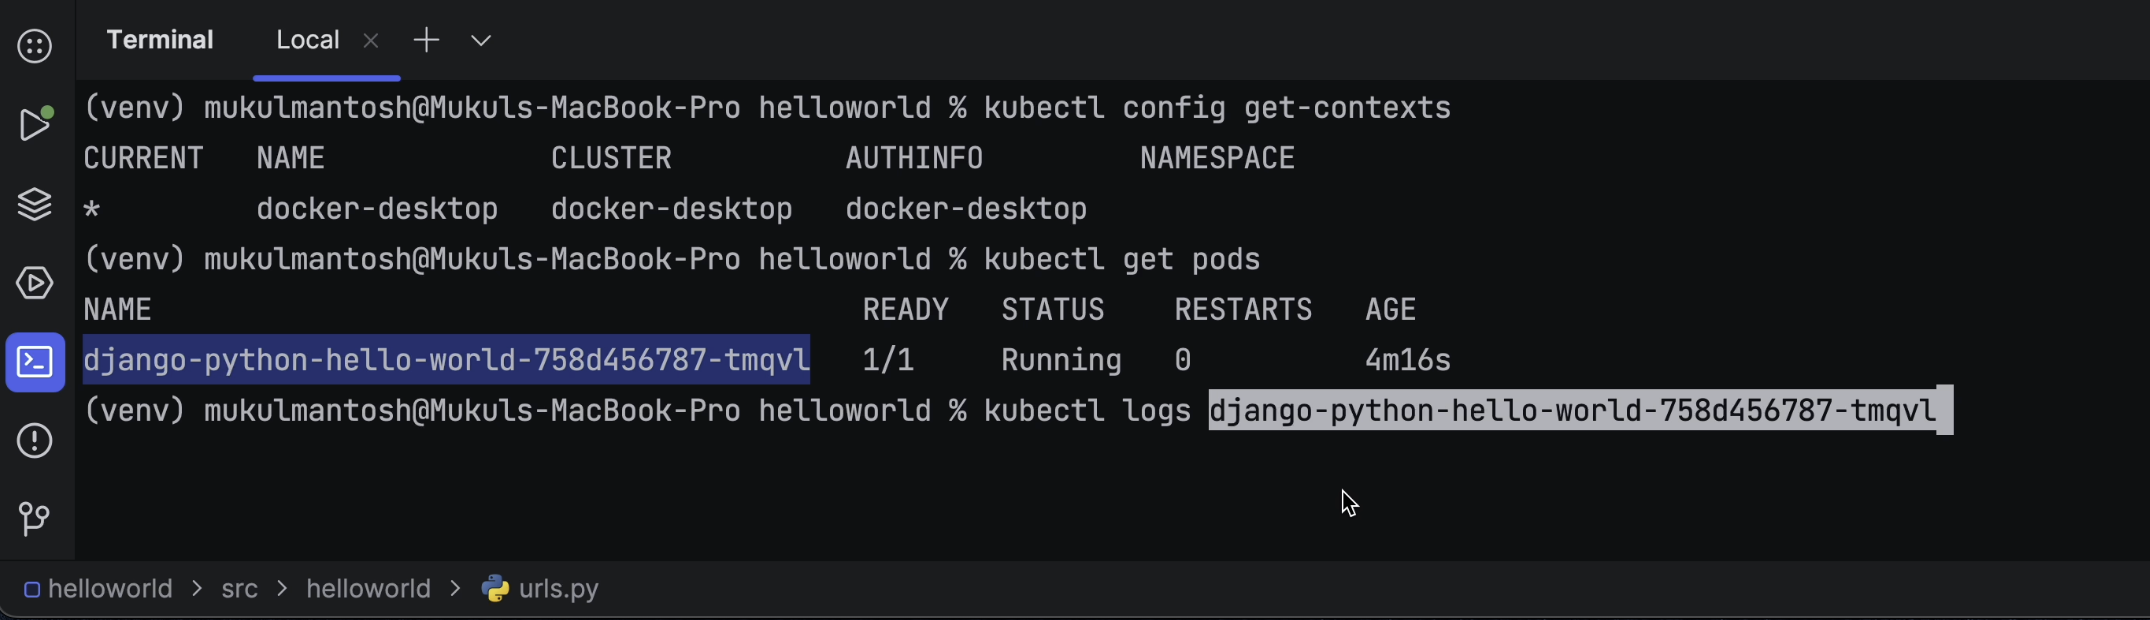 Terminal Local
(venv) mukulmantosh@Mukuls-MacBook-Pro helloworld % kubectl config get-contexts
CURRENT   NAME             CLUSTER          AUTHINFO         NAMESPACE
*         docker-desktop   docker-desktop   docker-desktop
(venv) mukulmantosh@Mukuls-MacBook-Pro helloworld % kubectl get pods
NAME                                         READY   STATUS    RESTARTS   AGE
django-python-hello-world-758d456787-tmqvl   1/1     Running   0          4m16s
(venv) mukulmantosh@Mukuls-MacBook-Pro helloworld % kubectl logs django-python-hello-world-758d456787-tmqvl
helloworld > src > helloworld > urls.py